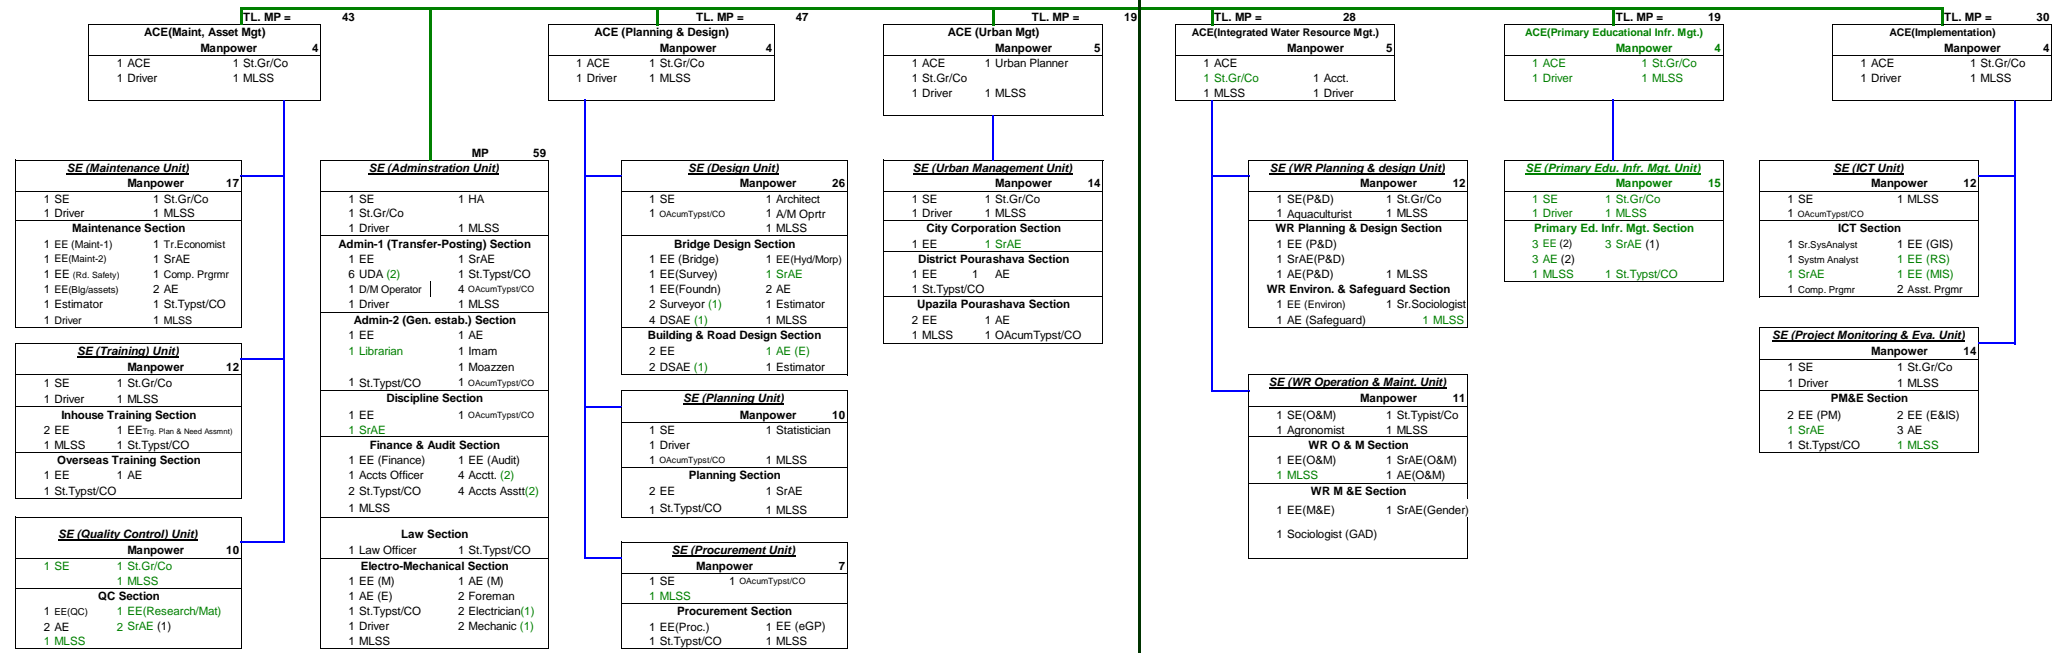 TL. MP = 43
ACE(Maint, Asset Mgt)
Manpower 4
1 ACE 1 St.Gr/Co
1 Driver 1 MLSS
SE (Maintenance Unit)
Manpower 17
1 SE 1 St.Gr/Co
1 Driver 1 MLSS
Maintenance Section
1 EE (Maint-1) 1 Tr.Economist
1 EE(Maint-2) 1 SrAE
1 EE (Rd. Safety) 1 Comp. Prgrmr
1 EE(Blg/assets) 2 AE
1 Estimator 1 St.Typst/CO
1 Driver 1 MLSS
SE (Training) Unit)
Manpower 12
1 SE 1 St.Gr/Co
1 Driver 1 MLSS
Inhouse Training Section
2 EE 1 EETrg. Plan & Need Assmnt)
1 MLSS 1 St.Typst/CO
Overseas Training Section
1 EE 1 AE
1 St.Typst/CO
SE (Quality Control) Unit)
Manpower 10
1 SE 1 St.Gr/Co
1 MLSS
QC Section
1 EE(QC) 1 EE(Research/Mat)
2 AE 2 SrAE (1)
1 MLSS
MP 59
SE (Adminstration Unit)
1 SE 1 HA
1 St.Gr/Co
1 Driver 1 MLSS
Admin-1 (Transfer-Posting) Section
1 EE 1 SrAE
6 UDA (2) 1 St.Typst/CO
1 D/M Operator 4 OAcumTypst/CO
1 Driver 1 MLSS
Admin-2 (Gen. estab.) Section
1 EE 1 AE
1 Librarian 1 Imam
1 Moazzen
1 St.Typst/CO 1 OAcumTypst/CO
Discipline Section
1 EE 1 OAcumTypst/CO
1 SrAE
Finance & Audit Section
1 EE (Finance) 1 EE (Audit)
1 Accts Officer 4 Acctt. (2)
2 St.Typst/CO 4 Accts Asstt(2)
1 MLSS
Law Section
1 Law Officer 1 St.Typst/CO
Electro-Mechanical Section
1 EE (M) 1 AE (M)
1 AE (E) 2 Foreman
1 St.Typst/CO 2 Electrician(1)
1 Driver 2 Mechanic (1)
1 MLSS
TL. MP = 47
ACE (Planning & Design)
Manpower 4
1 ACE 1 St.Gr/Co
1 Driver 1 MLSS
SE (Design Unit)
Manpower 26
1 SE 1 Architect
1 OAcumTypst/CO 1 A/M Oprtr
1 MLSS
Bridge Design Section
1 EE (Bridge) 1 EE(Hyd/Morp)
1 EE(Survey) 1 SrAE
1 EE(Foundn) 2 AE
2 Surveyor (1) 1 Estimator
4 DSAE (1) 1 MLSS
Building & Road Design Section
2 EE 1 AE (E)
2 DSAE (1) 1 Estimator
SE (Planning Unit)
Manpower 10
1 SE 1 Statistician
1 Driver
1 OAcumTypst/CO 1 MLSS
Planning Section
2 EE 1 SrAE
1 St.Typst/CO 1 MLSS
SE (Procurement Unit)
Manpower 7
1 SE 1 OAcumTypst/CO
1 MLSS
Procurement Section
1 EE(Proc.) 1 EE (eGP)
1 St.Typst/CO 1 MLSS
TL. MP = 19
ACE (Urban Mgt)
Manpower 5
1 ACE 1 Urban Planner
1 St.Gr/Co
1 Driver 1 MLSS
SE (Urban Management Unit)
Manpower 14
1 SE 1 St.Gr/Co
1 Driver 1 MLSS
City Corporation Section
1 EE 1 SrAE
District Pourashava Section
1 EE 1 AE
1 St.Typst/CO
Upazila Pourashava Section
2 EE 1 AE
1 MLSS 1 OAcumTypst/CO
TL. MP = 28
ACE(Integrated Water Resource Mgt.)
Manpower 5
1 ACE
1 St.Gr/Co 1 Acct.
1 MLSS 1 Driver
SE (WR Planning & design Unit)
Manpower 12
1 SE(P&D) 1 St.Gr/Co
1 Aquaculturist 1 MLSS
WR Planning & Design Section
1 EE (P&D)
1 SrAE(P&D)
1 AE(P&D) 1 MLSS
WR Environ. & Safeguard Section
1 EE (Environ) 1 Sr.Sociologist
1 AE (Safeguard) 1 MLSS
SE (WR Operation & Maint. Unit)
Manpower 11
1 SE(O&M) 1 St.Typist/Co
1 Agronomist 1 MLSS
WR O & M Section
1 EE(O&M) 1 SrAE(O&M)
1 MLSS 1 AE(O&M)
WR M &E Section
1 EE(M&E) 1 SrAE(Gender)
1 Sociologist (GAD)
TL. MP = 19
ACE(Primary Educational Infr. Mgt.)
Manpower 4
1 ACE 1 St.Gr/Co
1 Driver 1 MLSS
SE (Primary Edu. Infr. Mgt. Unit)
Manpower 15
1 SE 1 St.Gr/Co
1 Driver 1 MLSS
Primary Ed. Infr. Mgt. Section
3 EE (2) 3 SrAE (1)
3 AE (2)
1 MLSS 1 St.Typst/CO
TL. MP = 30
ACE(Implementation)
Manpower 4
1 ACE 1 St.Gr/Co
1 Driver 1 MLSS
SE (ICT Unit)
Manpower 12
1 SE 1 MLSS
1 OAcumTypst/CO
ICT Section
1 Sr.SysAnalyst 1 EE (GIS)
1 Systm Analyst 1 EE (RS)
1 SrAE 1 EE (MIS)
1 Comp. Prgmr 2 Asst. Prgmr
SE (Project Monitoring & Eva. Unit)
Manpower 14
1 SE 1 St.Gr/Co
1 Driver 1 MLSS
PM&E Section
2 EE (PM) 2 EE (E&IS)
1 SrAE 3 AE
1 St.Typst/CO 1 MLSS